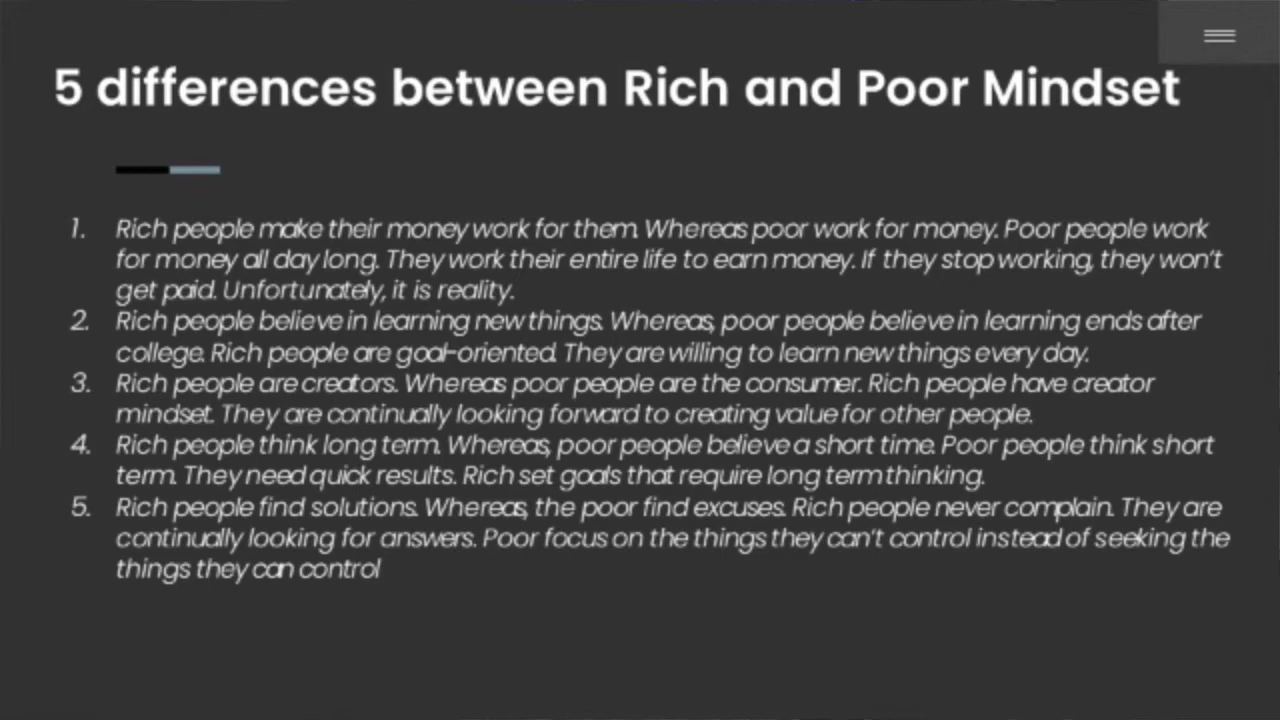 5 differences between Rich and Poor Mindset
1. Rich people make their money work for them. Whereas poor work for money. Poor people work
for money all day long. They work their entire life to earn money. If they stop working, they won't
get paid. Unfortunately, it is reality.
2. Rich people believe in learning new things. Whereas, poor people believe in learning ends after
college. Rich people are goal-oriented. They are willing to learn new things every day.
3. Rich people are creators. Whereas poor people are the consumer. Rich people have creator
mindset. They are continually looking forward to creating value for other people.
4. Rich people think long term. Whereas, poor people believe a short time. Poor people think short
term. They need quick results. Rich set goals that require long term thinking.
5. Rich people find solutions. Whereas, the poor find excuses. Rich people never complain. They are
continually looking for answers. Poor focus on the things they can't control instead of seeking the
things they can control